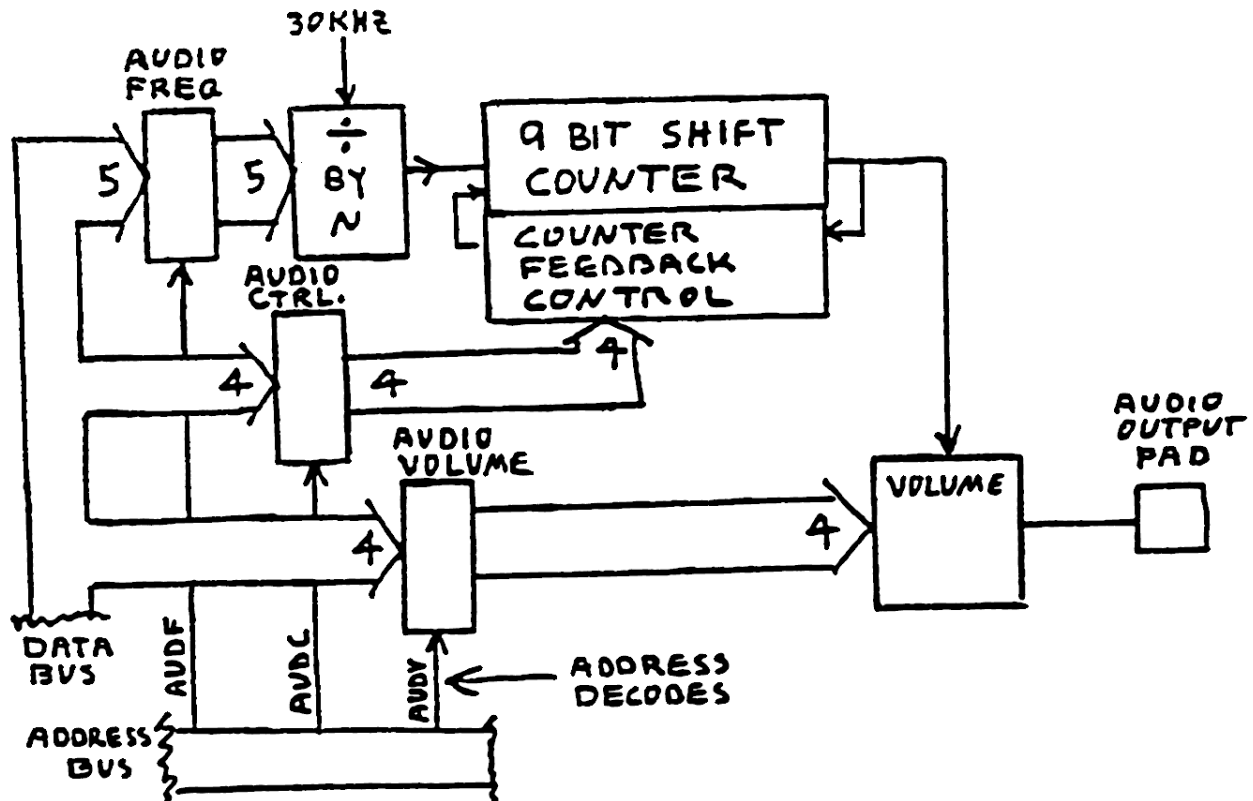 30KHZ
AUDIO
FREQ
5
5
÷
BY
N
9 BIT SHIFT
COUNTER
COUNTER
FEEDBACK
CONTROL
AUDIO
CTRL.
4
4
4
AUDIO
VOLUME
4
4
VOLUME
AUDIO
OUTPUT
PAD
DATA
BUS
AUDF
AUDC
AUDV
ADDRESS
DECODES
ADDRESS
BUS